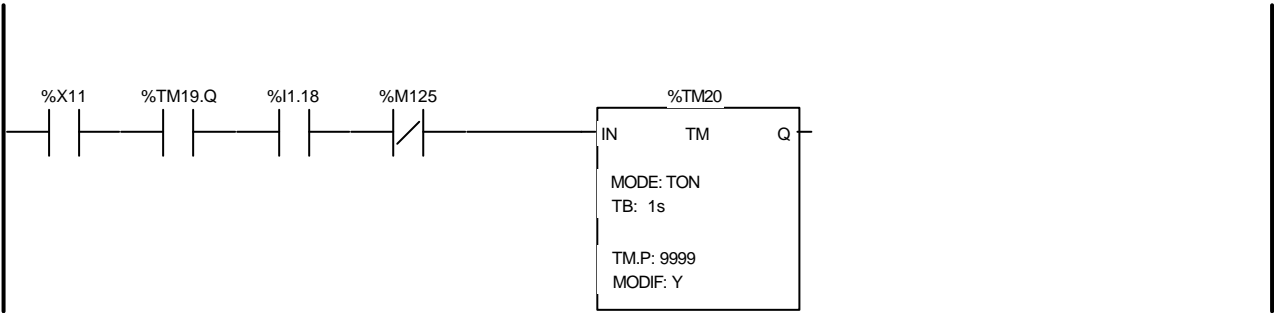 %X11 %TM19.Q %I1.18 %M125 %TM20
IN TM Q
MODE: TON
TB: 1s
TM.P: 9999
MODIF: Y